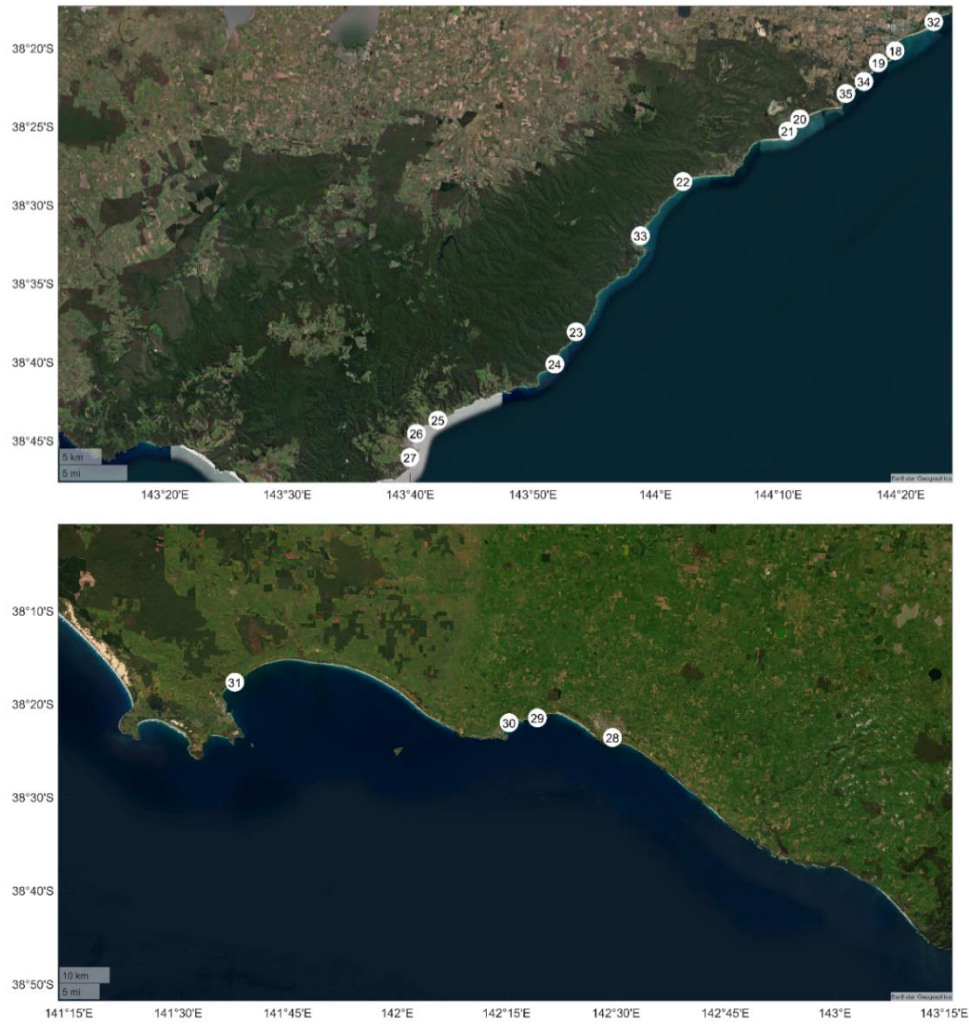 38°20'S
38°25'S
38°30'S
38°35'S
38°40'S
38°45'S
32
18
19
34
35
20
21
22
33
23
24
25
26
27
5 km
5 mi
Earthstar Geographics
143°20'E
143°30'E
143°40'E
143°50'E
144°E
144°10'E
144°20'E
38°10'S
38°20'S
38°30'S
38°40'S
38°50'S
31
30
29
28
10 km
5 mi
Earthstar Geographics
141°15'E
141°30'E
141°45'E
142°E
142°15'E
142°30'E
142°45'E
143°E
143°15'E